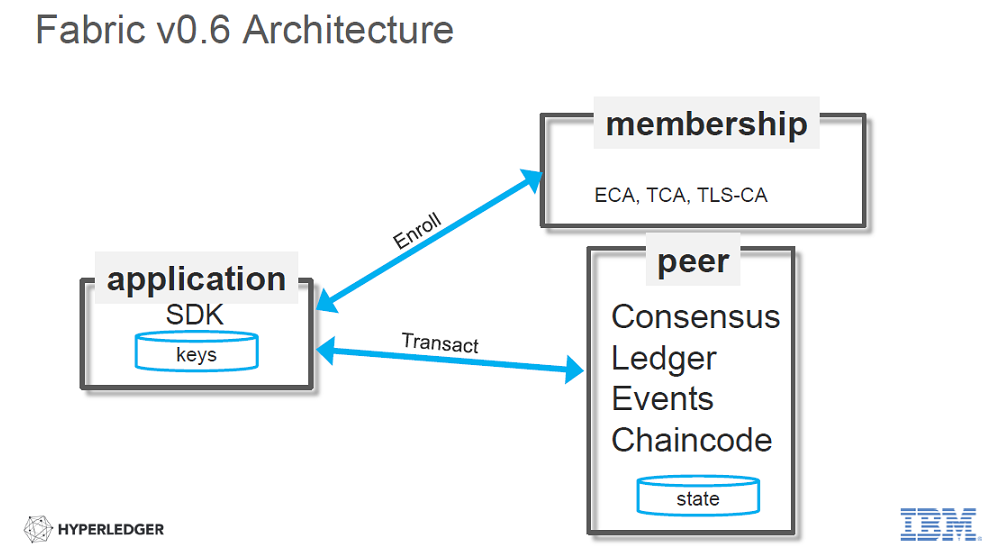 Fabric v0.6 Architecture
membership
ECA, TCA, TLS-CA
Enroll
application
SDK
keys
Transact
peer
Consensus
Ledger
Events
Chaincode
state
HYPERLEDGER
IBM®